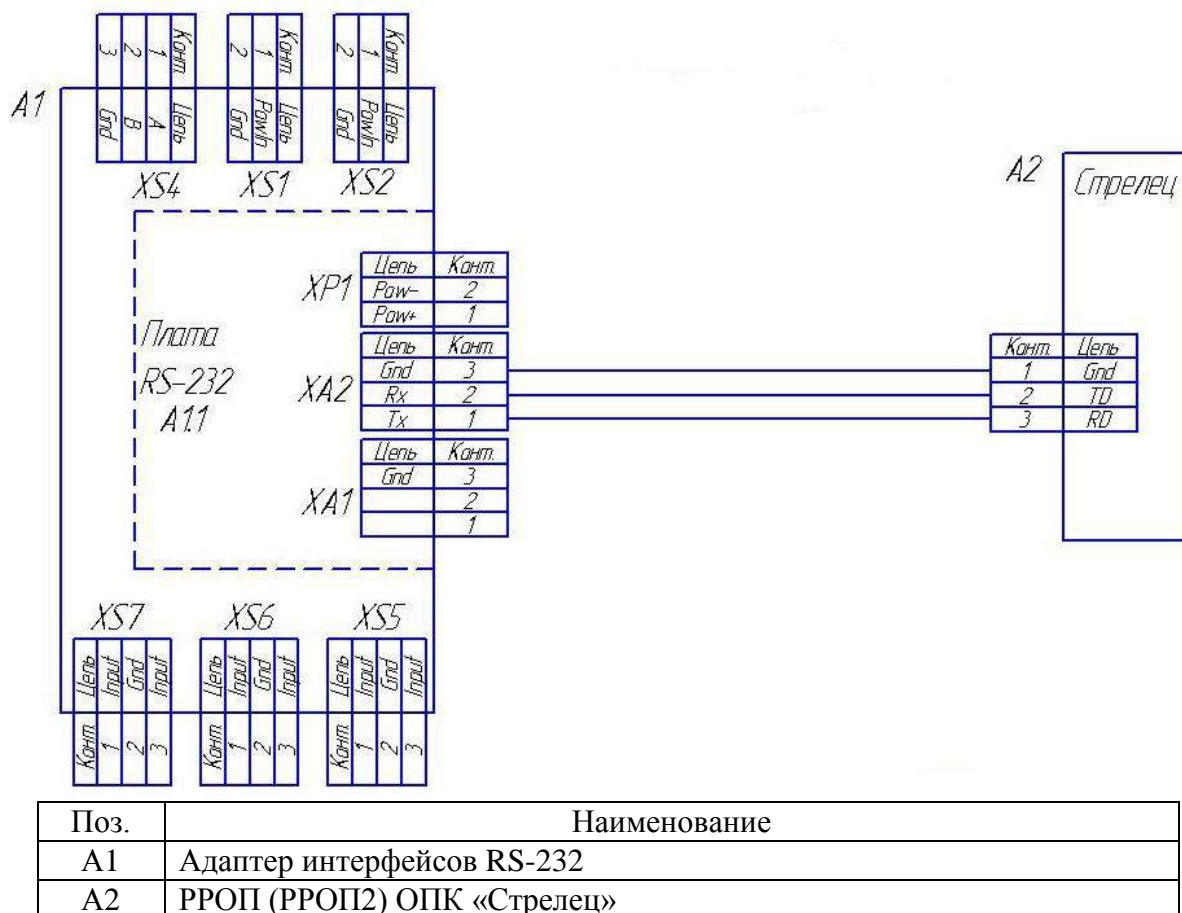 A1
Конт. 1 2 3
Цепь A B Gnd
XS4
Конт. 1 2
Цепь PowIn Gnd
XS1
Конт. 1 2
Цепь PowIn Gnd
XS2
A2
Стрелец
Плата
RS-232
A1.1
XP1
Цепь Конт.
Pow- 2
Pow+ 1
XA2
Цепь Конт.
Gnd 3
Rx 2
Tx 1
XA1
Цепь Конт.
Gnd 3
2
1
Конт. Цепь
1 Gnd
2 TD
3 RD
XS7
Цепь Input Gnd Input
Конт. 1 2 3
XS6
Цепь Input Gnd Input
Конт. 1 2 3
XS5
Цепь Input Gnd Input
Конт. 1 2 3
Поз. Наименование
А1 Адаптер интерфейсов RS-232
А2 РРОП (РРОП2) ОПК «Стрелец»